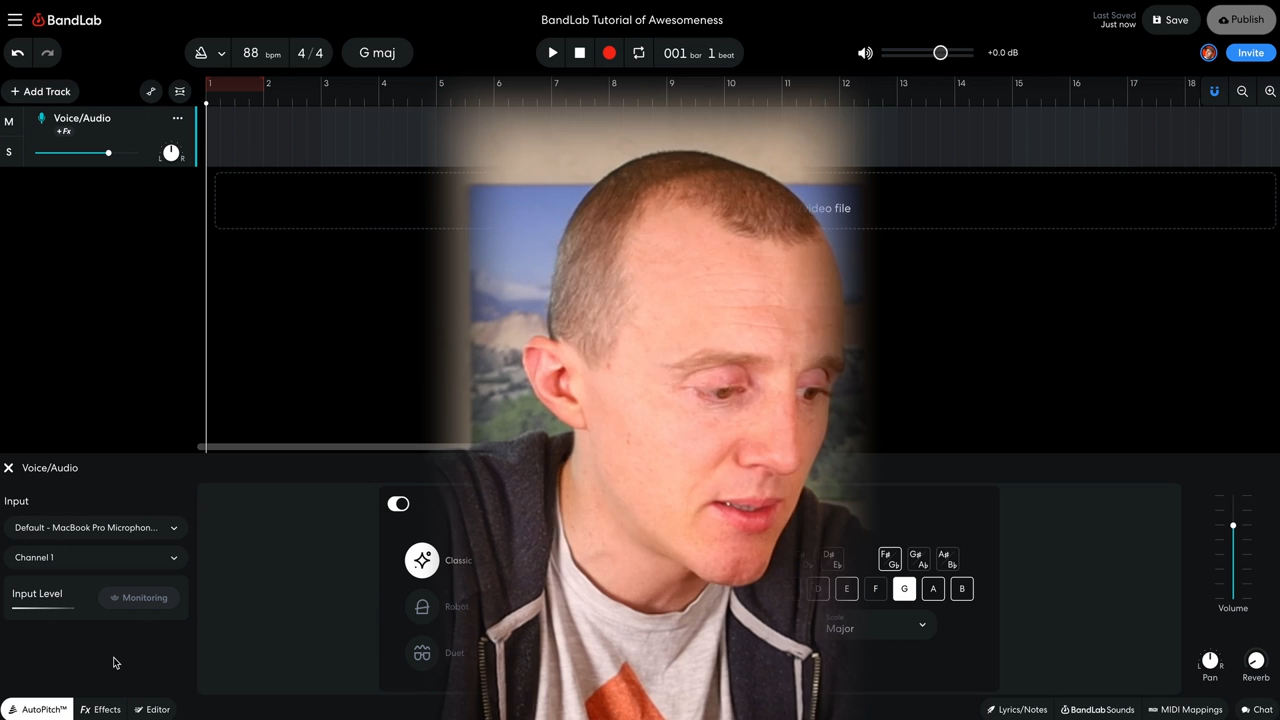 BandLab
BandLab Tutorial of Awesomeness
Last Saved
Just now
Save
Publish
88 bpm
4/4
G maj
001 bar 1 beat
+0.0 dB
Invite
+ Add Track
1 2 3 4 5 6 7 8 9 10 11 12 13 14 15 16 17 18
M
Voice/Audio
+Fx
S
L R
video file
Voice/Audio
Input
Default - MacBook Pro Microphon...
Channel 1
Input Level
Monitoring
Classic
Robot
Duet
D# F# G# A#
Eb Gb Ab Bb
D E F G A B
Scale
Major
Volume
L R
Pan
Reverb
AutoPitch™
Fx Effects
Editor
Lyrics/Notes
BandLab Sounds
MIDI Mappings
Chat